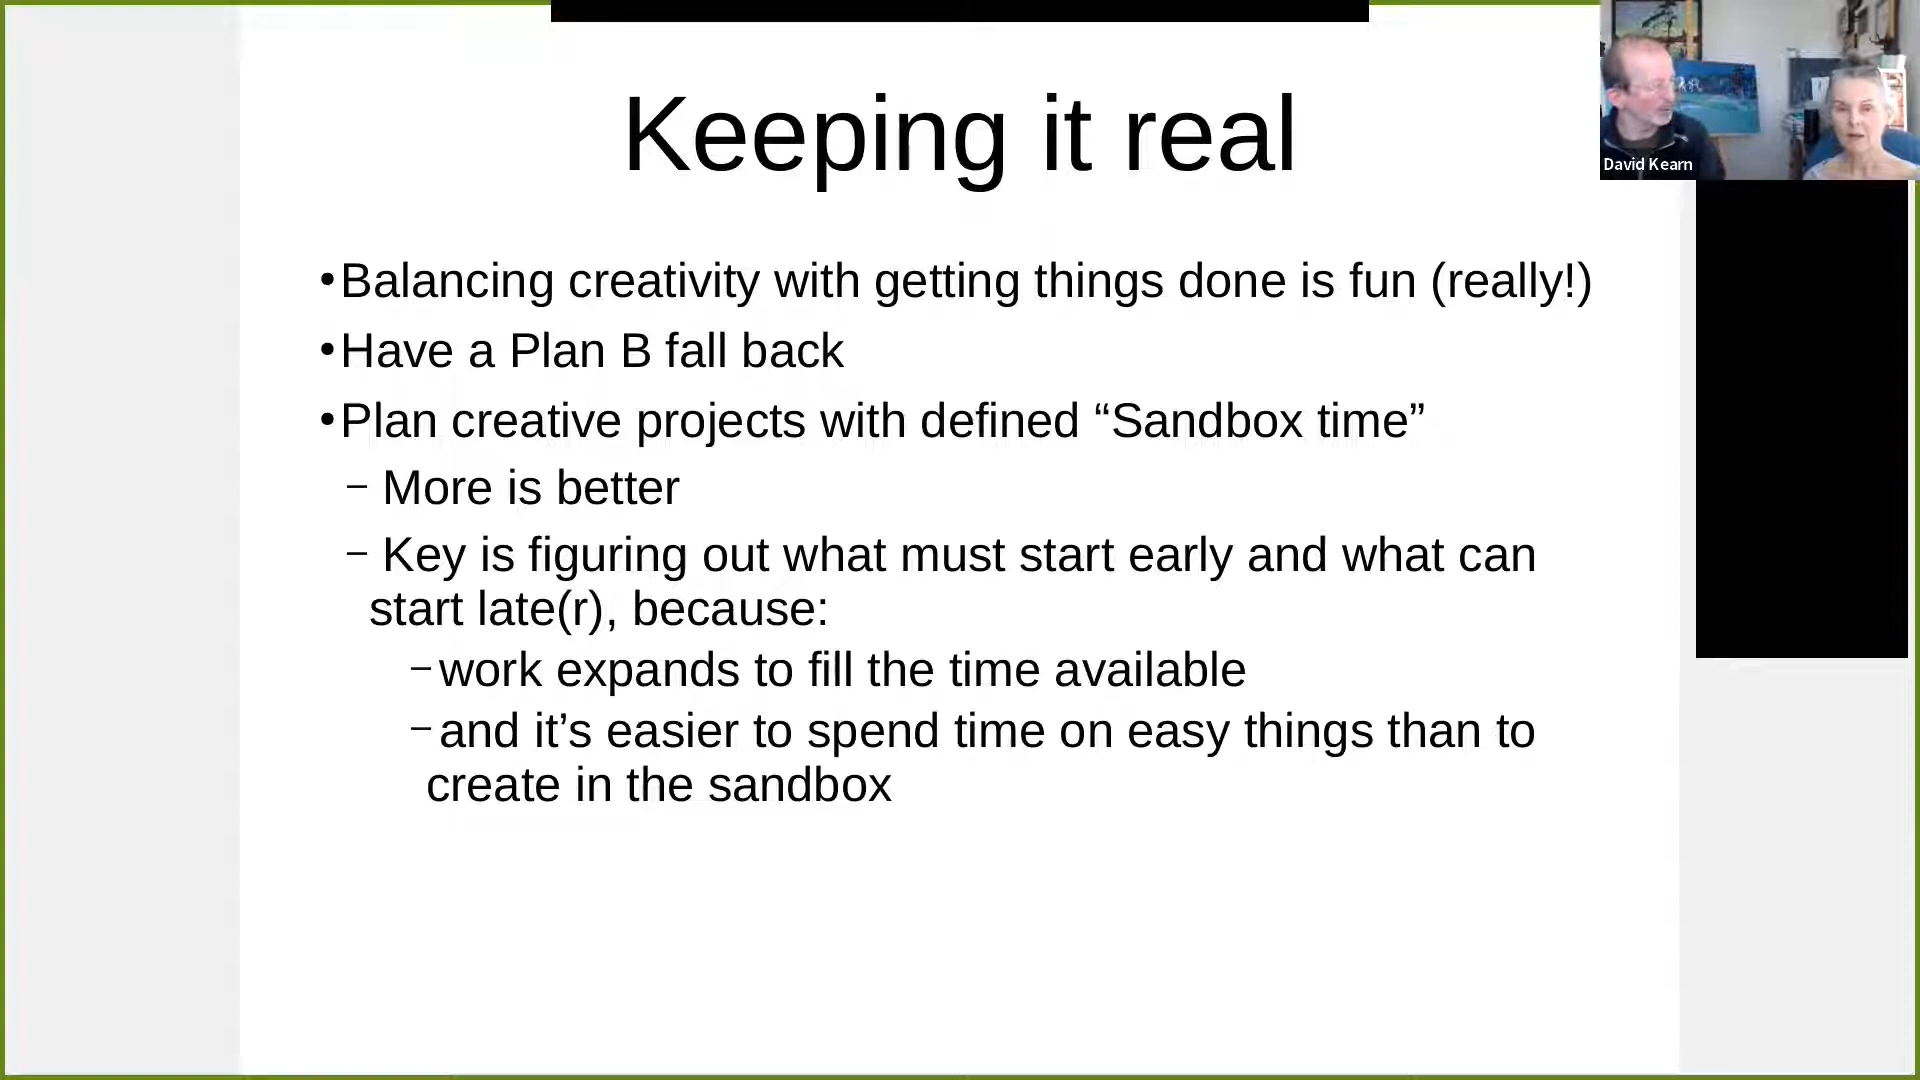 Keeping it real
David Kearn
•Balancing creativity with getting things done is fun (really!)
•Have a Plan B fall back
•Plan creative projects with defined “Sandbox time”
– More is better
– Key is figuring out what must start early and what can
start late(r), because:
–work expands to fill the time available
–and it’s easier to spend time on easy things than to
create in the sandbox